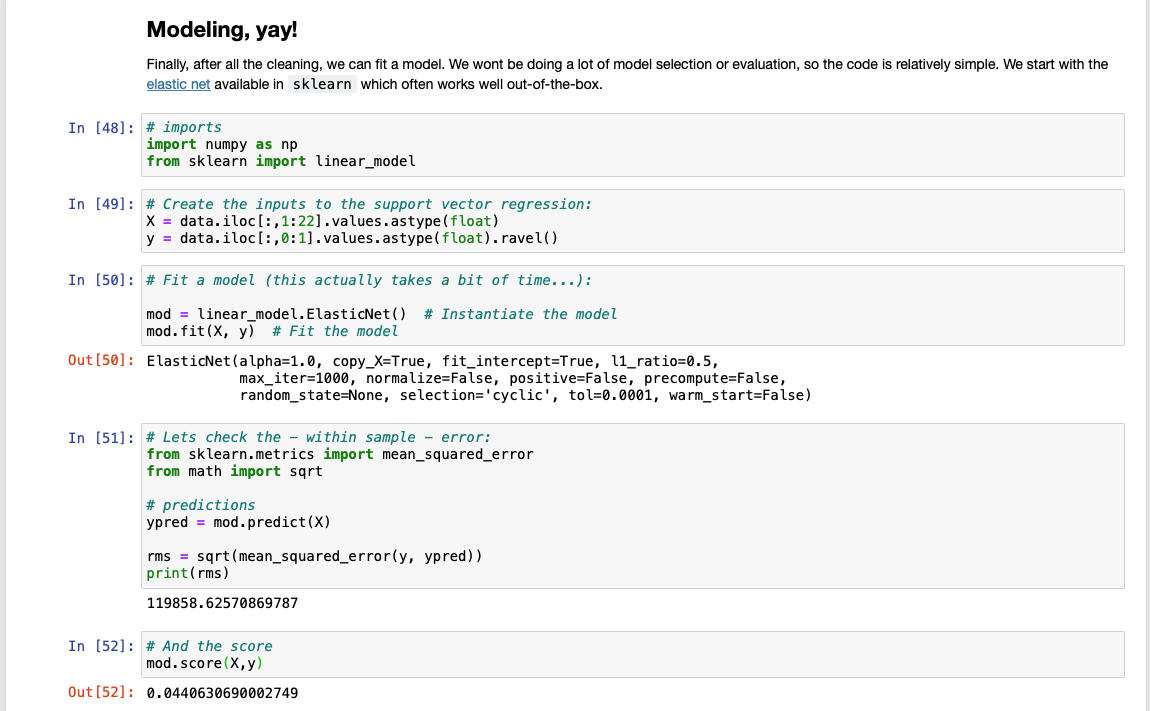 Modeling, yay!
Finally, after all the cleaning, we can fit a model. We wont be doing a lot of model selection or evaluation, so the code is relatively simple. We start with the
elastic net available in sklearn which often works well out-of-the-box.
In [48]: # imports
import numpy as np
from sklearn import linear_model
In [49]: # Create the inputs to the support vector regression:
X = data.iloc[:,1:22].values.astype(float)
y = data.iloc[:,0:1].values.astype(float).ravel()
In [50]: # Fit a model (this actually takes a bit of time...):
mod = linear_model.ElasticNet()  # Instantiate the model
mod.fit(X, y)  # Fit the model
Out[50]: ElasticNet(alpha=1.0, copy_X=True, fit_intercept=True, l1_ratio=0.5,
max_iter=1000, normalize=False, positive=False, precompute=False,
random_state=None, selection='cyclic', tol=0.0001, warm_start=False)
In [51]: # Lets check the – within sample – error:
from sklearn.metrics import mean_squared_error
from math import sqrt
# predictions
ypred = mod.predict(X)
rms = sqrt(mean_squared_error(y, ypred))
print(rms)
119858.62570869787
In [52]: # And the score
mod.score(X,y)
Out[52]: 0.0440630690002749